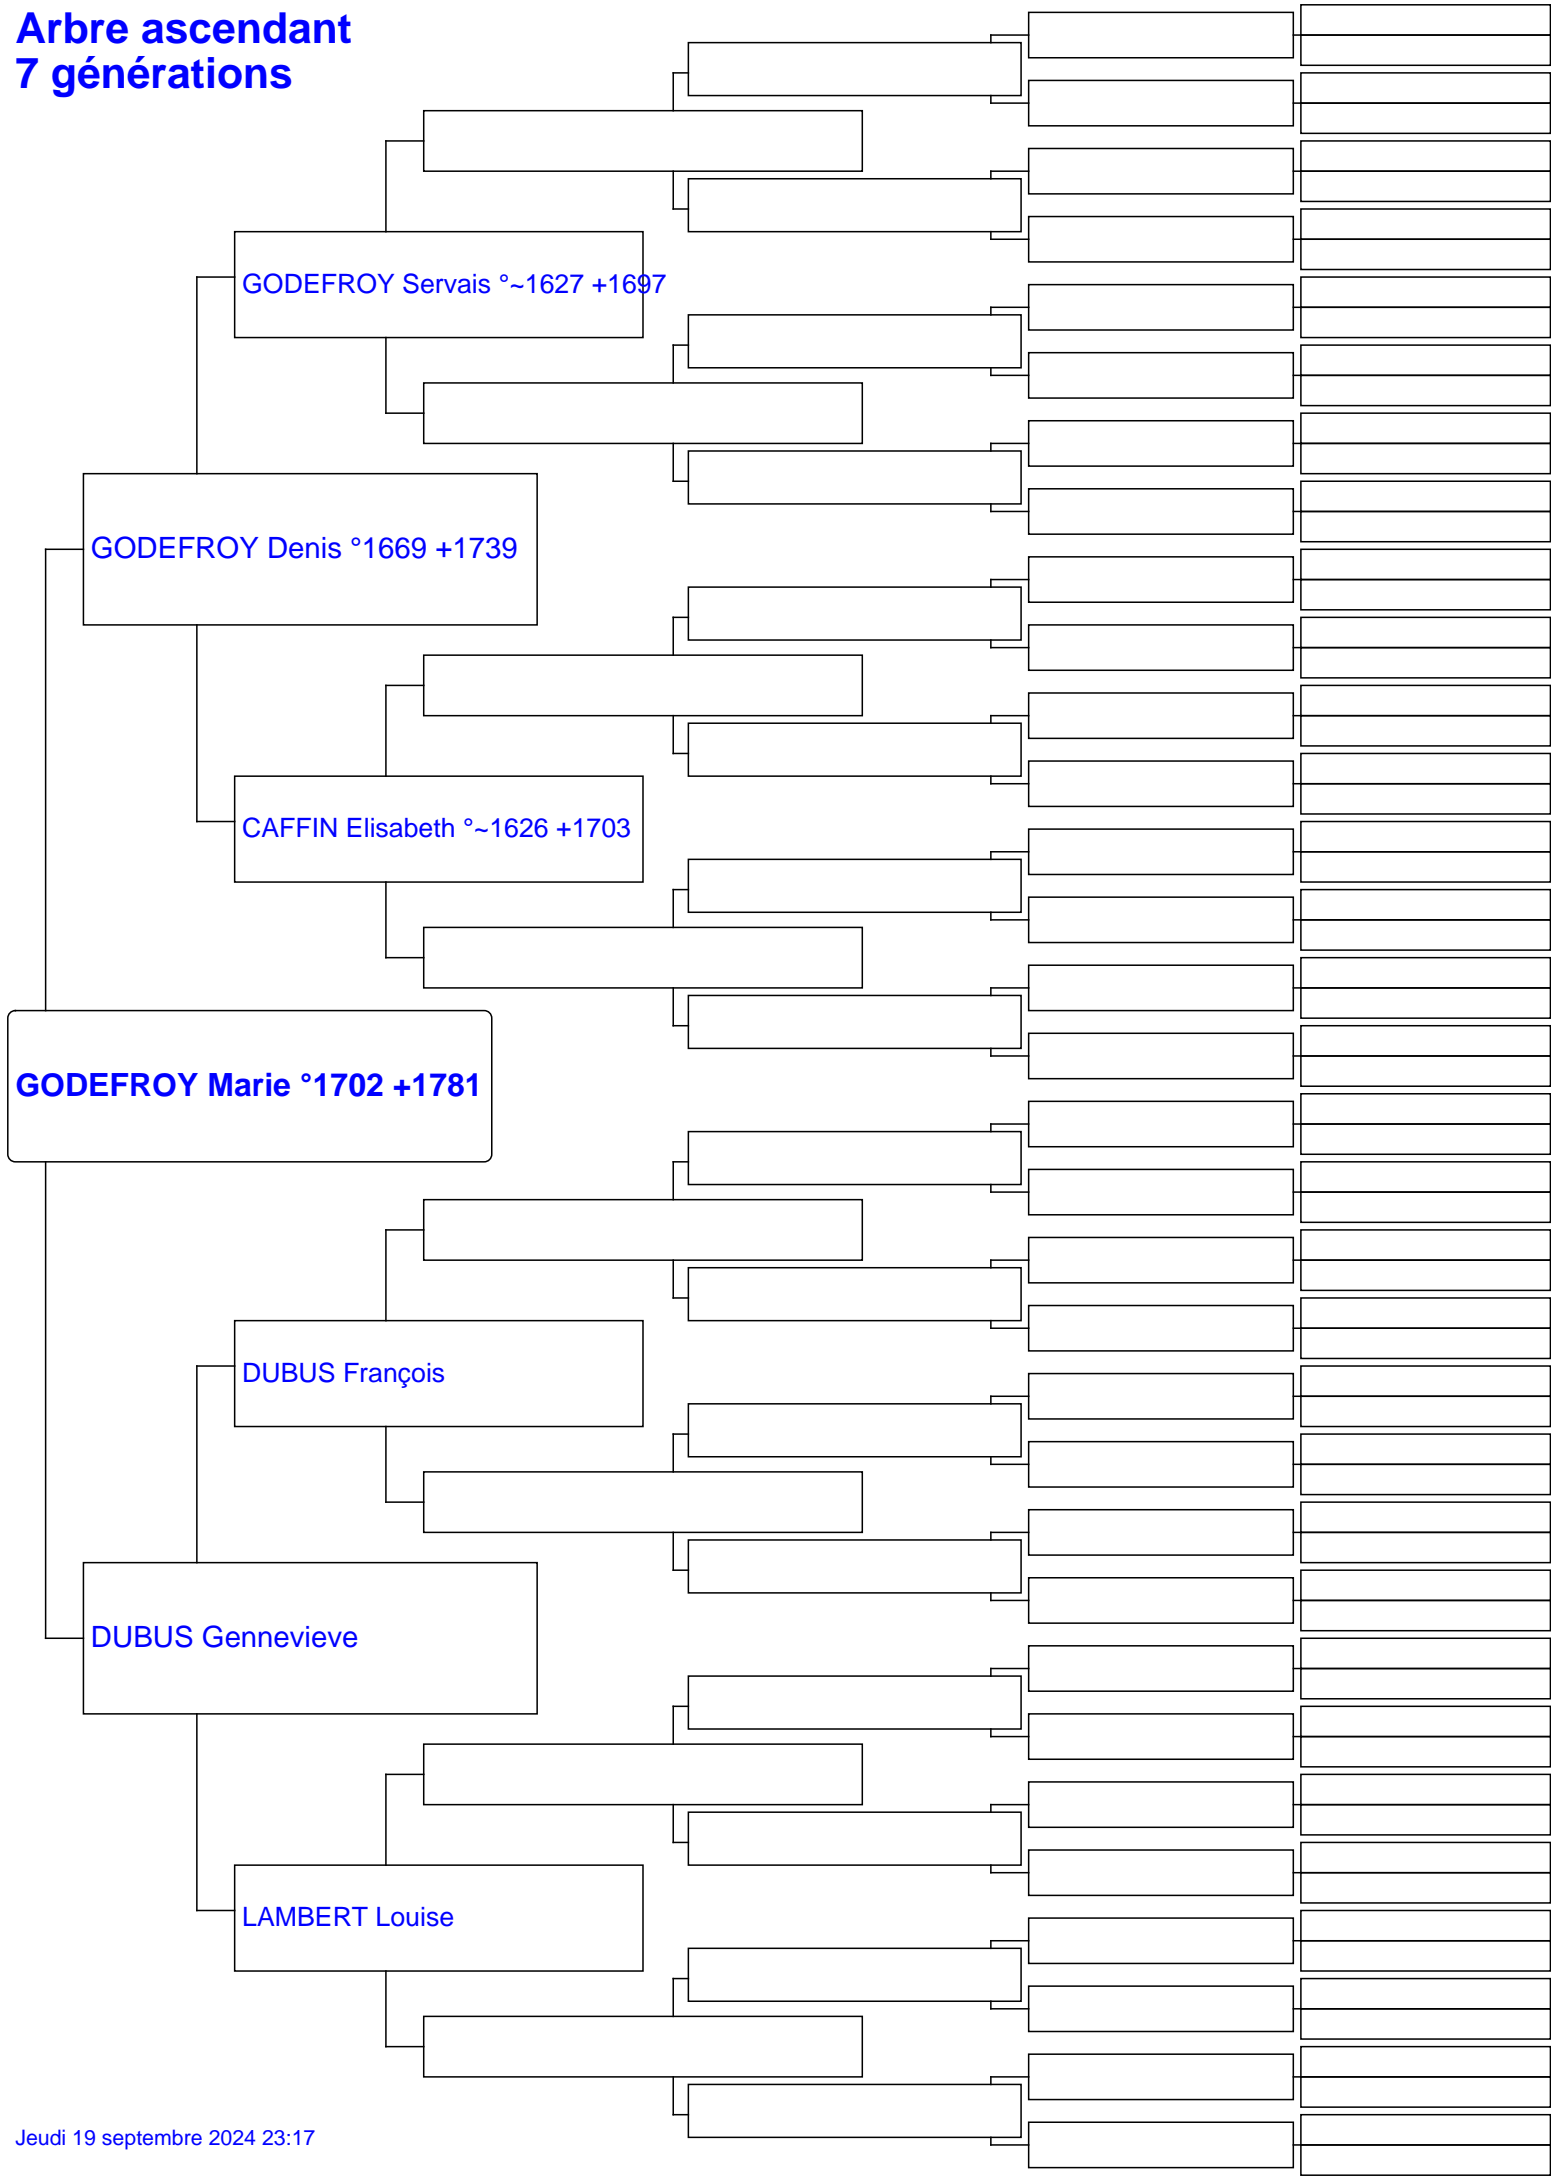 Arbre ascendant
7 générations
GODEFROY Servais °~1627 +1697
GODEFROY Denis °1669 +1739
CAFFIN Elisabeth °~1626 +1703
GODEFROY Marie °1702 +1781
DUBUS François
DUBUS Gennevieve
LAMBERT Louise
Jeudi 19 septembre 2024 23:17